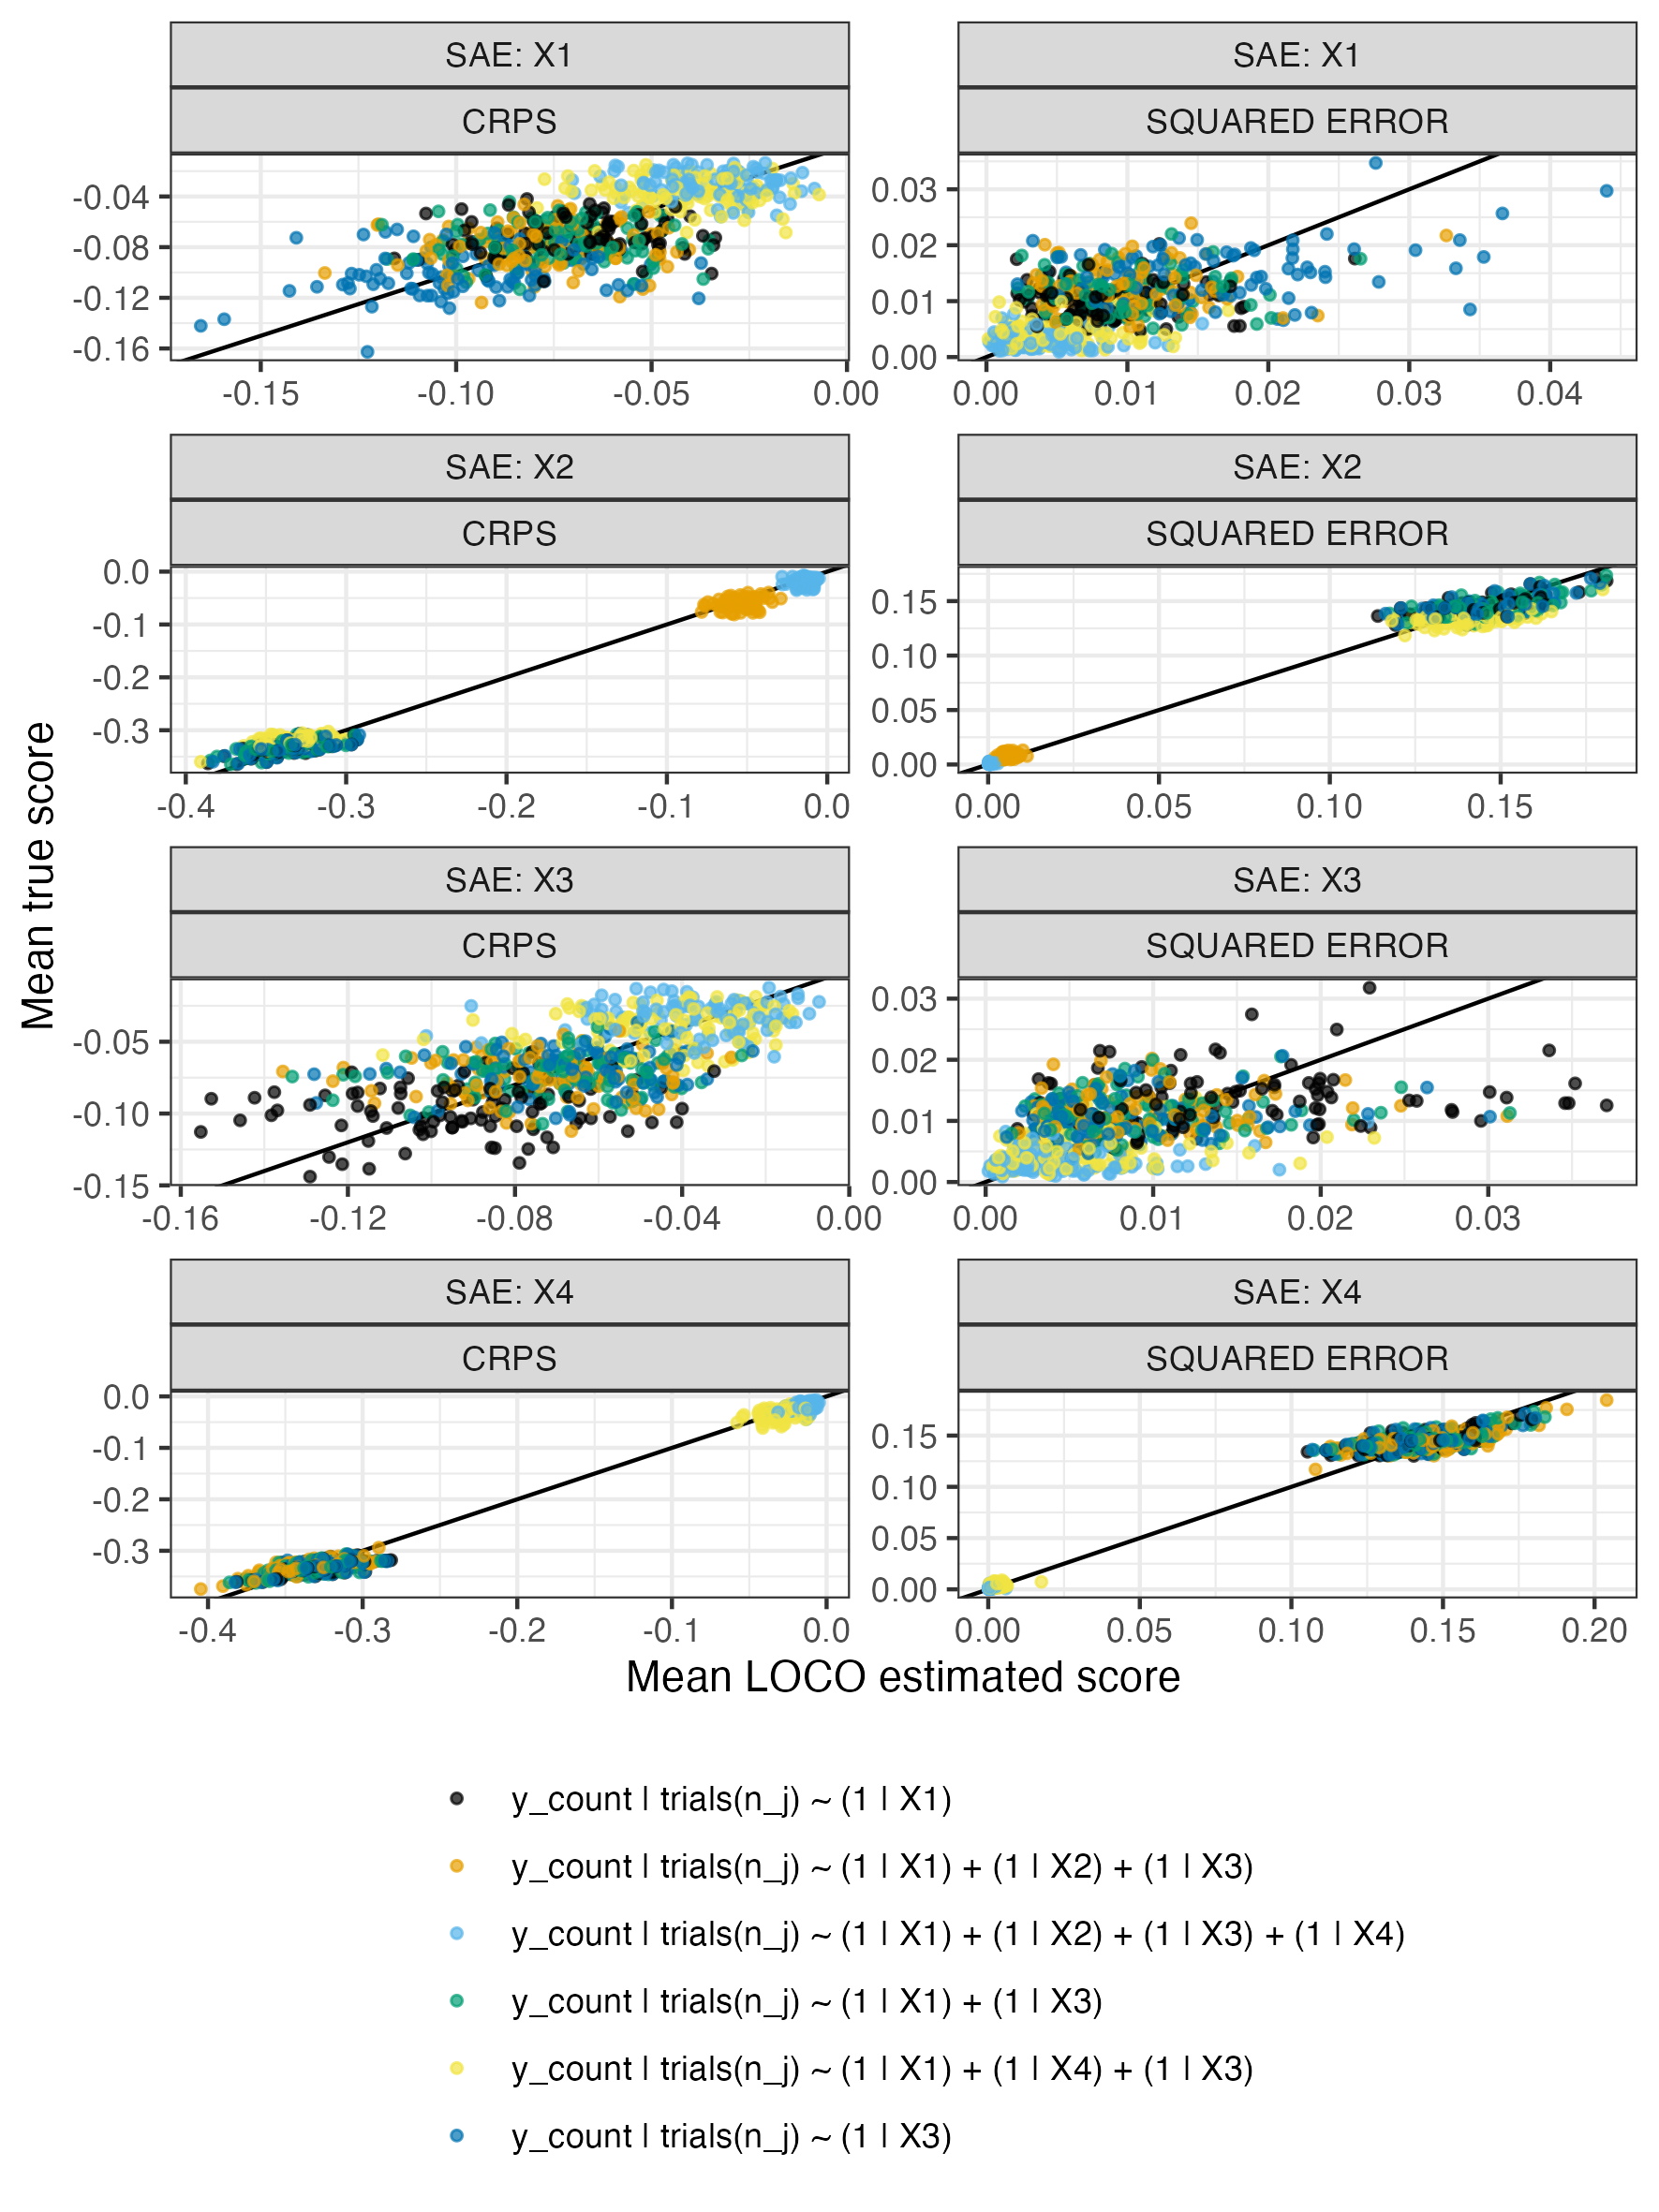 SAE: X1
SAE: X1
CRPS
SQUARED ERROR
-0.04
-0.08
-0.12
-0.16
0.03
0.02
0.01
0.00
-0.15 -0.10 -0.05 0.00
0.00 0.01 0.02 0.03 0.04
SAE: X2
SAE: X2
CRPS
SQUARED ERROR
0.0
-0.1
-0.2
-0.3
0.15
0.10
0.05
0.00
-0.4 -0.3 -0.2 -0.1 0.0
0.00 0.05 0.10 0.15
Mean true score
SAE: X3
SAE: X3
CRPS
SQUARED ERROR
-0.05
-0.10
-0.15
0.03
0.02
0.01
0.00
-0.16 -0.12 -0.08 -0.04 0.00
0.00 0.01 0.02 0.03
SAE: X4
SAE: X4
CRPS
SQUARED ERROR
0.0
-0.1
-0.2
-0.3
0.15
0.10
0.05
0.00
-0.4 -0.3 -0.2 -0.1 0.0
0.00 0.05 0.10 0.15 0.20
Mean LOCO estimated score
y_count | trials(n_j) ~ (1 | X1)
y_count | trials(n_j) ~ (1 | X1) + (1 | X2) + (1 | X3)
y_count | trials(n_j) ~ (1 | X1) + (1 | X2) + (1 | X3) + (1 | X4)
y_count | trials(n_j) ~ (1 | X1) + (1 | X3)
y_count | trials(n_j) ~ (1 | X1) + (1 | X4) + (1 | X3)
y_count | trials(n_j) ~ (1 | X3)